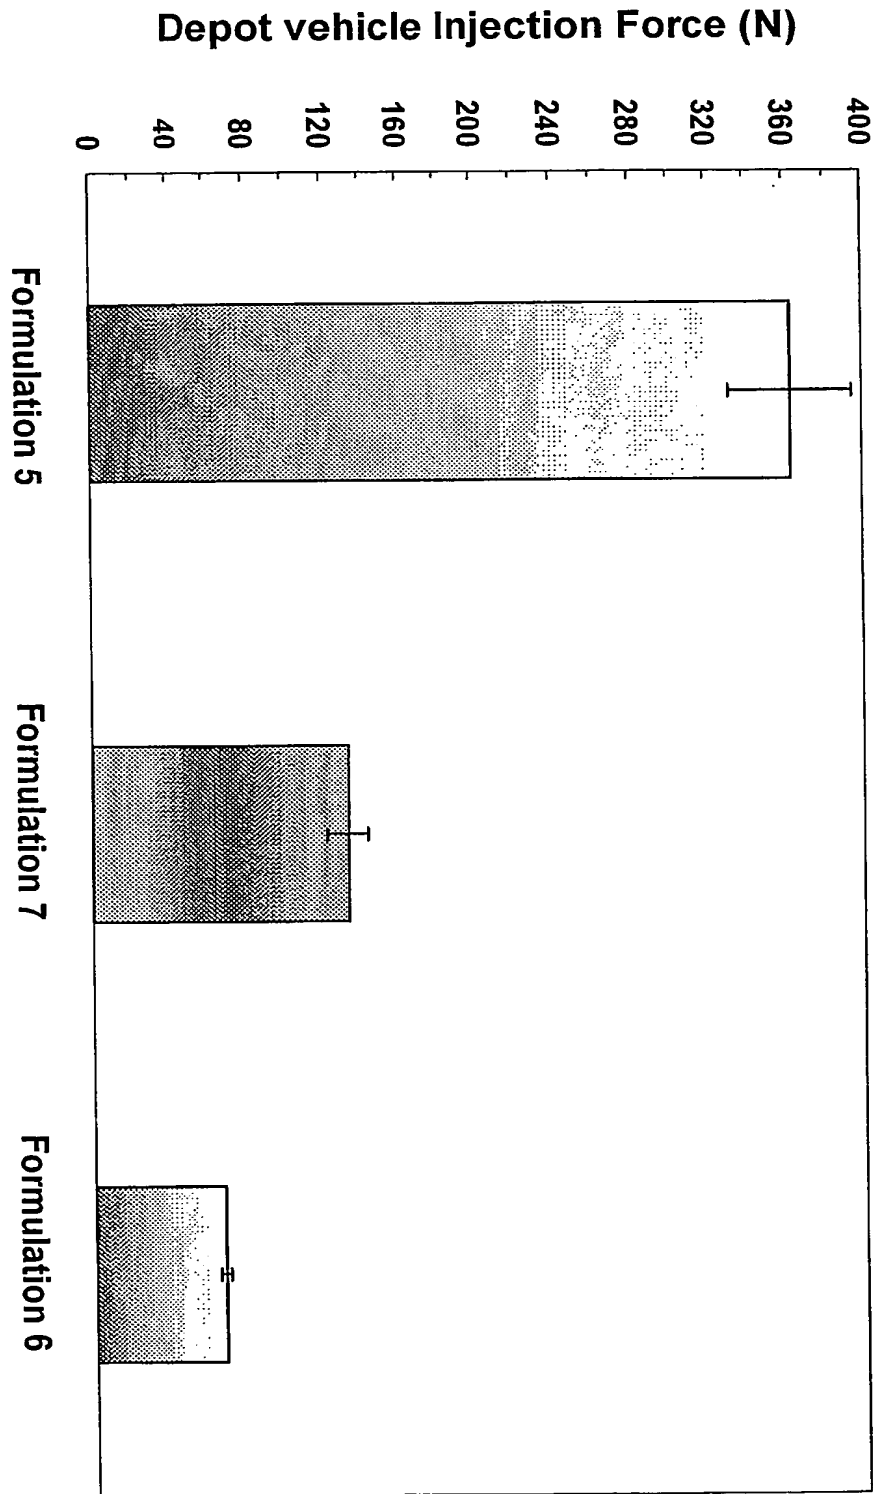 Depot vehicle Injection Force (N)
0
40
80
120
160
200
240
280
320
360
400
Formulation 5
Formulation 7
Formulation 6